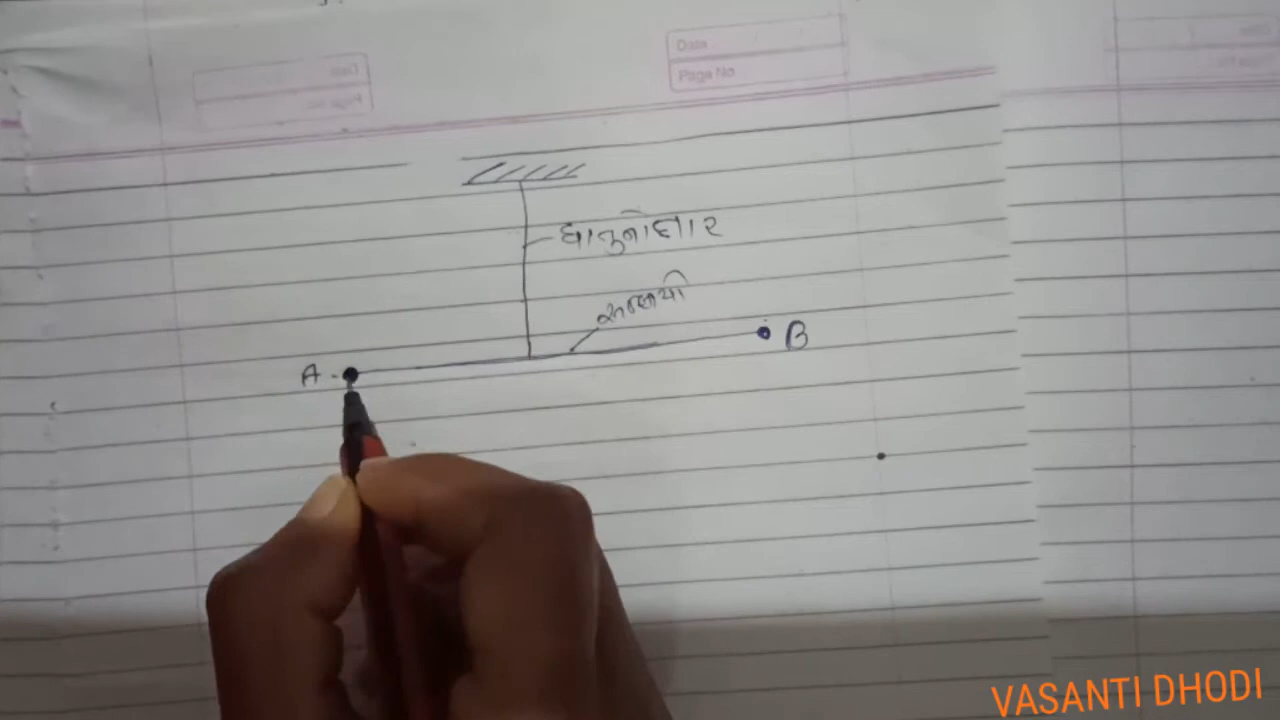 Date
Page No
ધાતુનો તાર
સળીયો
A
B
VASANTI DHODI